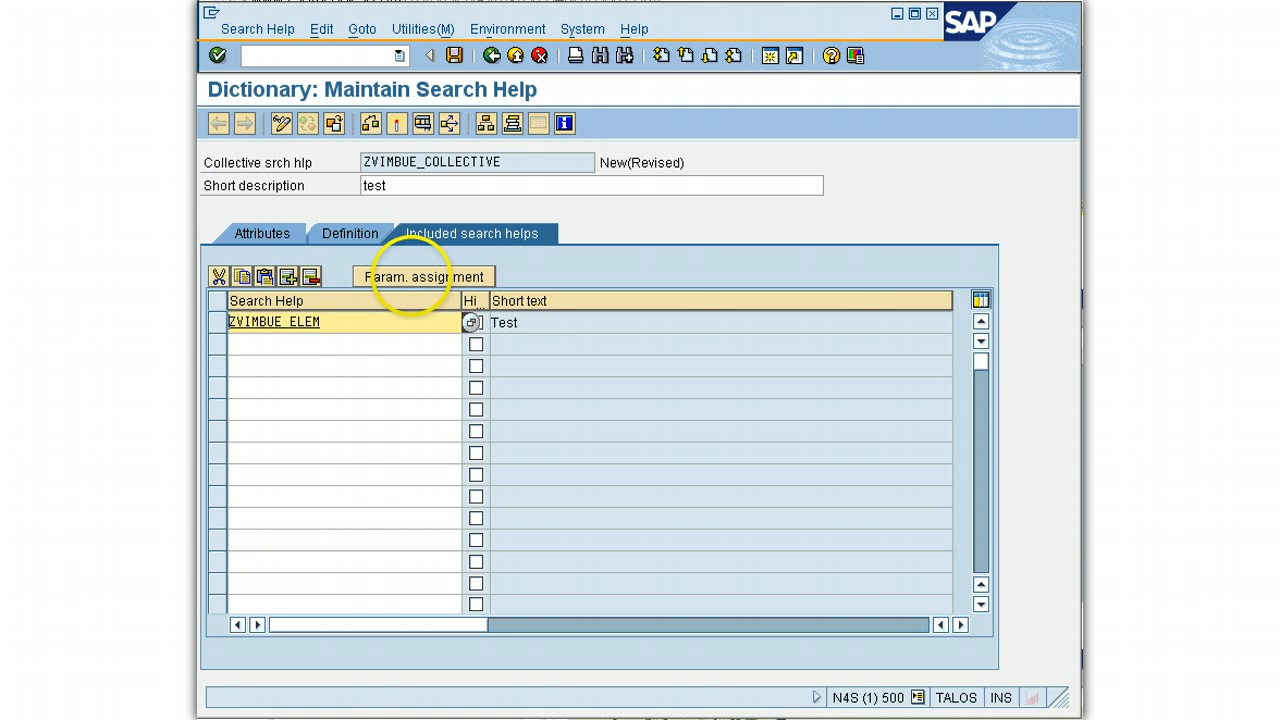 Search Help Edit Goto Utilities(M) Environment System Help
SAP
Dictionary: Maintain Search Help
Collective srch hlp ZVIMBUE_COLLECTIVE New(Revised)
Short description test
Attributes Definition Included search helps
Param. assignment
Search Help Hi... Short text
ZVIMBUE_ELEM Test
N4S (1) 500 TALOS INS